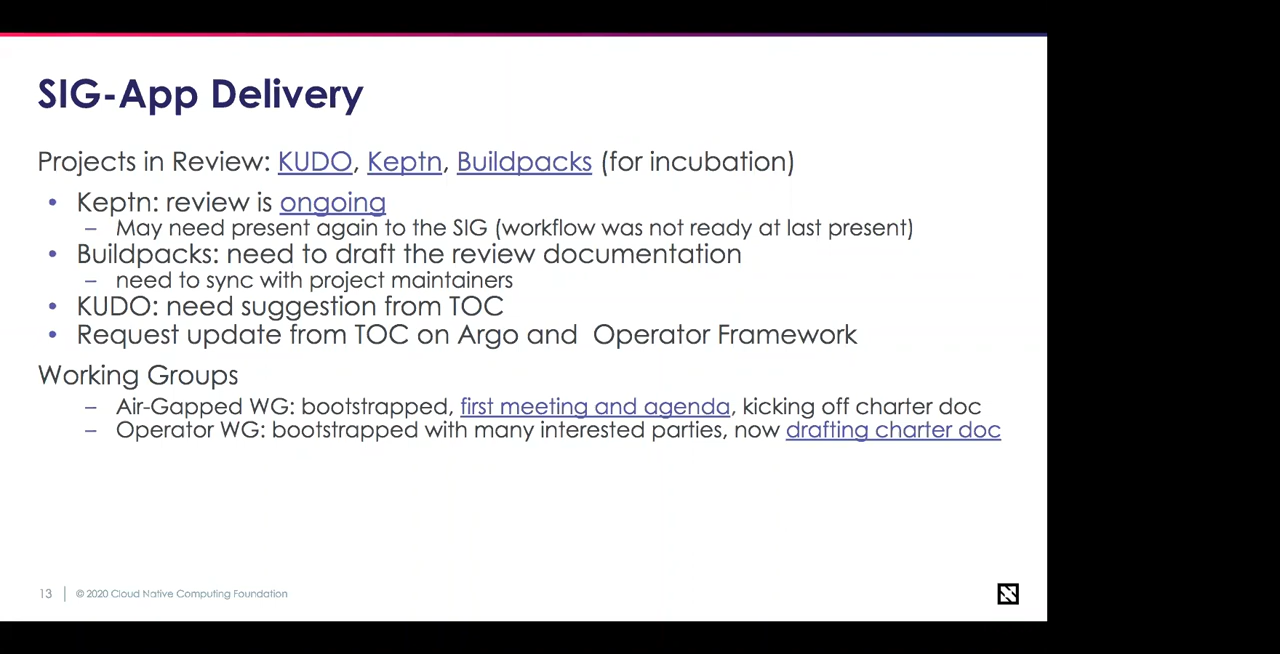 SIG-App Delivery
Projects in Review: KUDO, Keptn, Buildpacks (for incubation)
• Keptn: review is ongoing
– May need present again to the SIG (workflow was not ready at last present)
• Buildpacks: need to draft the review documentation
– need to sync with project maintainers
• KUDO: need suggestion from TOC
• Request update from TOC on Argo and  Operator Framework
Working Groups
– Air-Gapped WG: bootstrapped, first meeting and agenda, kicking off charter doc
– Operator WG: bootstrapped with many interested parties, now drafting charter doc
13 | © 2020 Cloud Native Computing Foundation